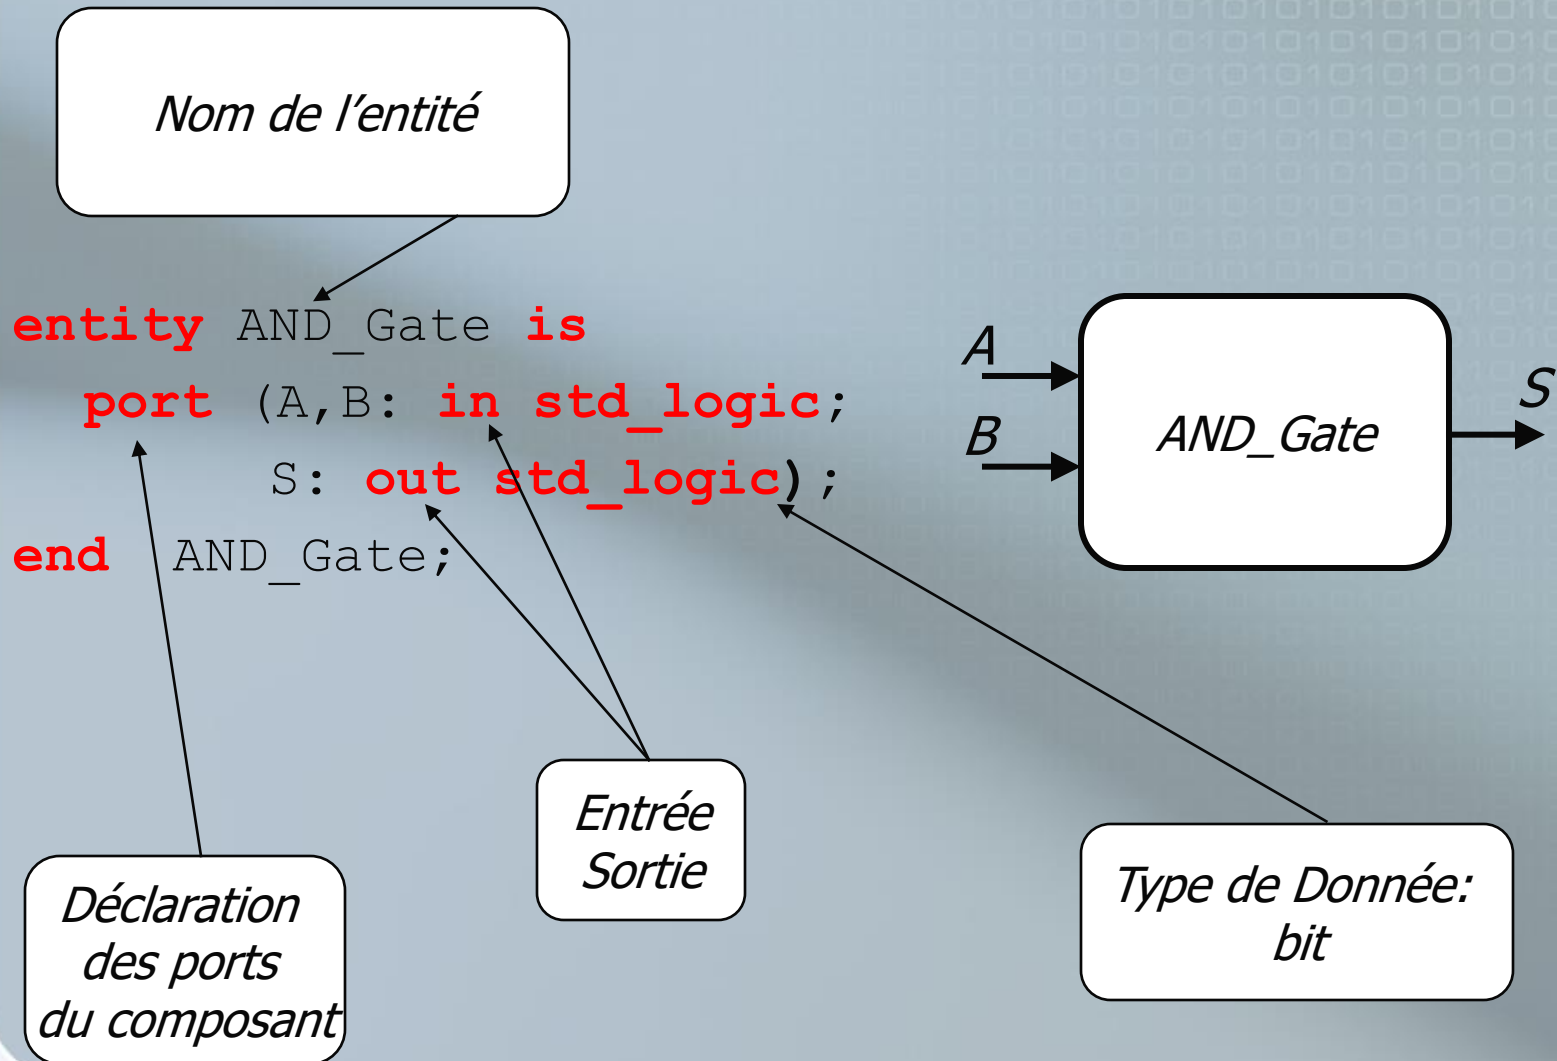 Nom de l'entité
entity AND_Gate is
port (A,B: in std_logic;
S: out std_logic);
end AND_Gate;
A
B
AND_Gate
S
Entrée
Sortie
Déclaration
des ports
du composant
Type de Donnée:
bit